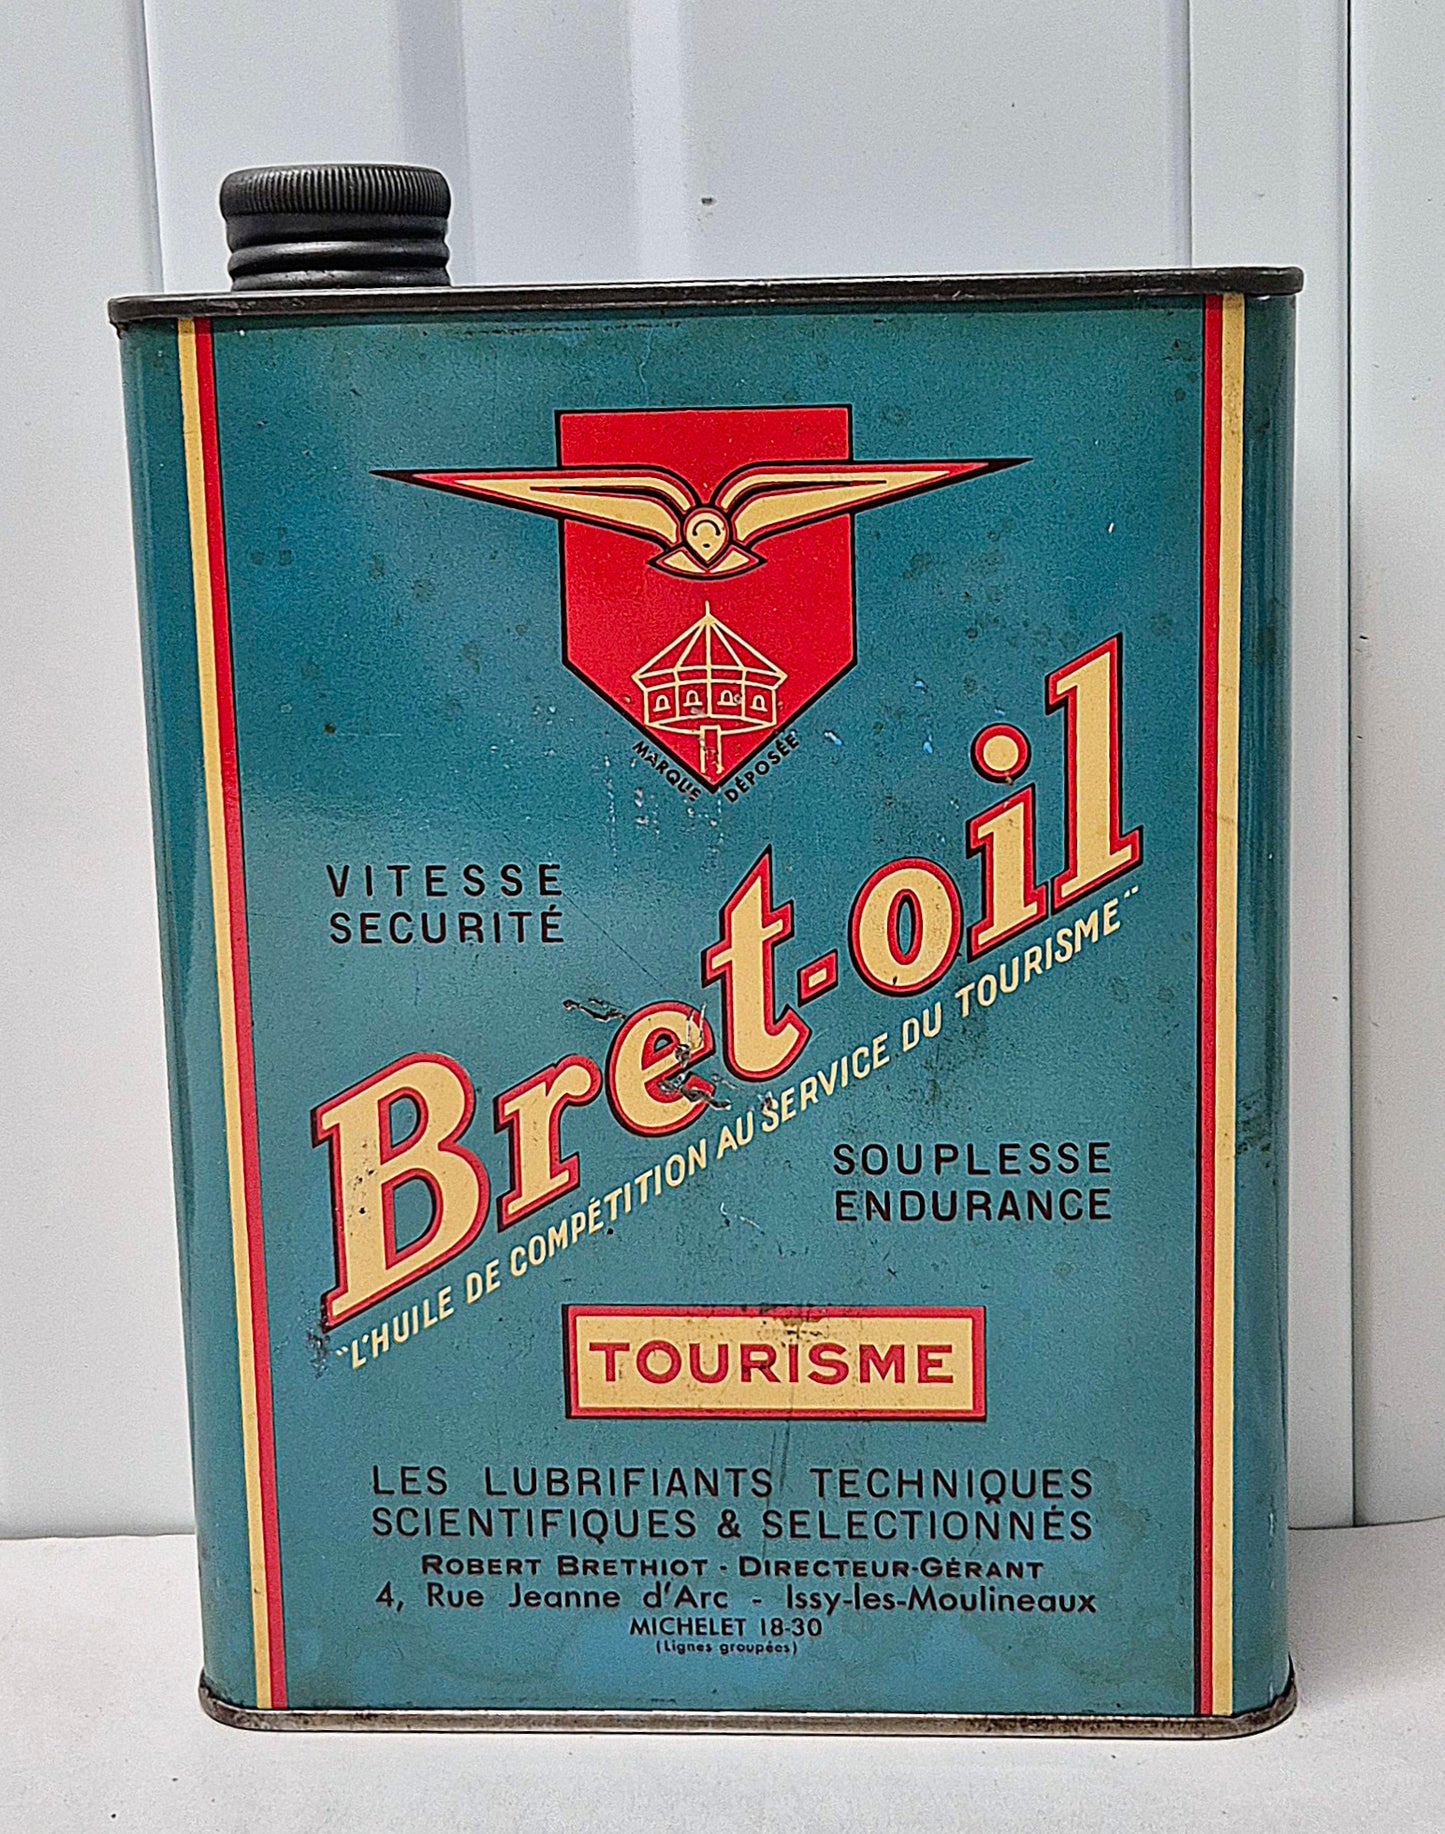 MARQUE DÉPOSÉE
VITESSE
SECURITÉ
Bret-oil
"L'HUILE DE COMPÉTITION AU SERVICE DU TOURISME"
SOUPLESSE
ENDURANCE
TOURISME
LES LUBRIFIANTS TECHNIQUES
SCIENTIFIQUES & SELECTIONNÉS
ROBERT BRETHIOT - DIRECTEUR-GÉRANT
4, Rue Jeanne d'Arc - Issy-les-Moulineaux
MICHELET 18-30
(Lignes groupées)